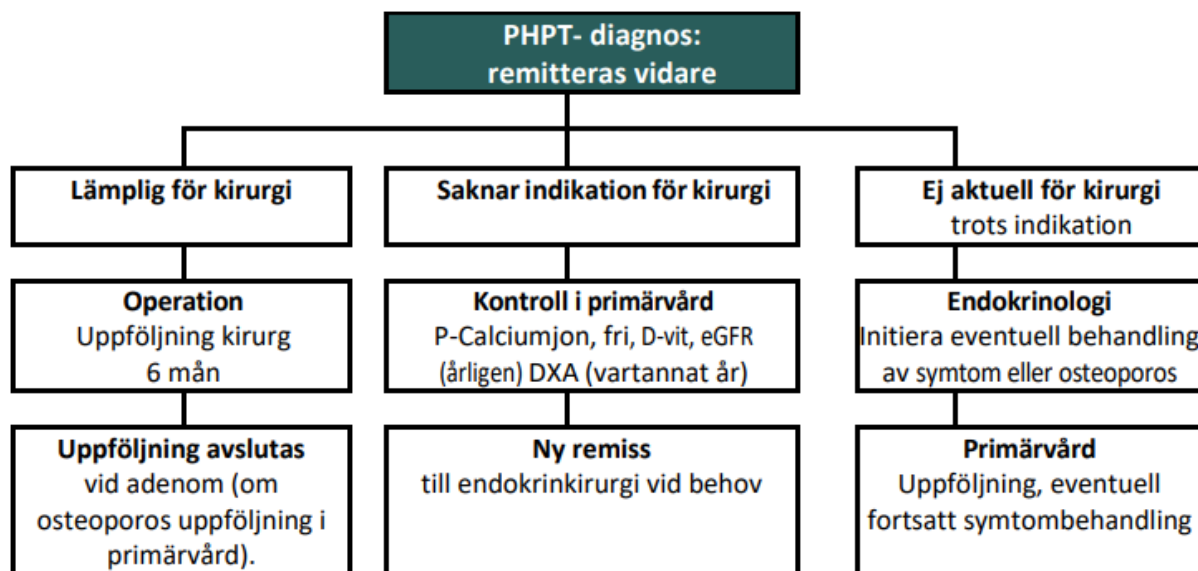 PHPT- diagnos:
remitteras vidare
Lämplig för kirurgi
Saknar indikation för kirurgi
Ej aktuell för kirurgi
trots indikation
Operation
Uppföljning kirurg
6 mån
Kontroll i primärvård
P-Calciumjon, fri, D-vit, eGFR
(årligen) DXA (vartannat år)
Endokrinologi
Initiera eventuell behandling
av symtom eller osteoporos
Uppföljning avslutas
vid adenom (om
osteoporos uppföljning i
primärvård).
Ny remiss
till endokrinkirurgi vid behov
Primärvård
Uppföljning, eventuell
fortsatt symtombehandling